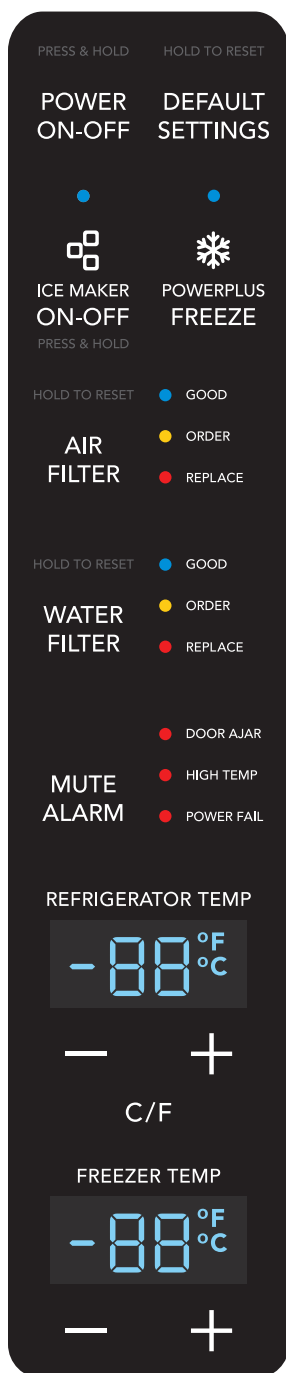 PRESS & HOLD
HOLD TO RESET
POWER
ON-OFF
DEFAULT
SETTINGS
ICE MAKER
ON-OFF
PRESS & HOLD
POWERPLUS
FREEZE
HOLD TO RESET
AIR
FILTER
GOOD
ORDER
REPLACE
HOLD TO RESET
WATER
FILTER
GOOD
ORDER
REPLACE
MUTE
ALARM
DOOR AJAR
HIGH TEMP
POWER FAIL
REFRIGERATOR TEMP
-88°F
°C
— +
C/F
FREEZER TEMP
-88°F
°C
— +